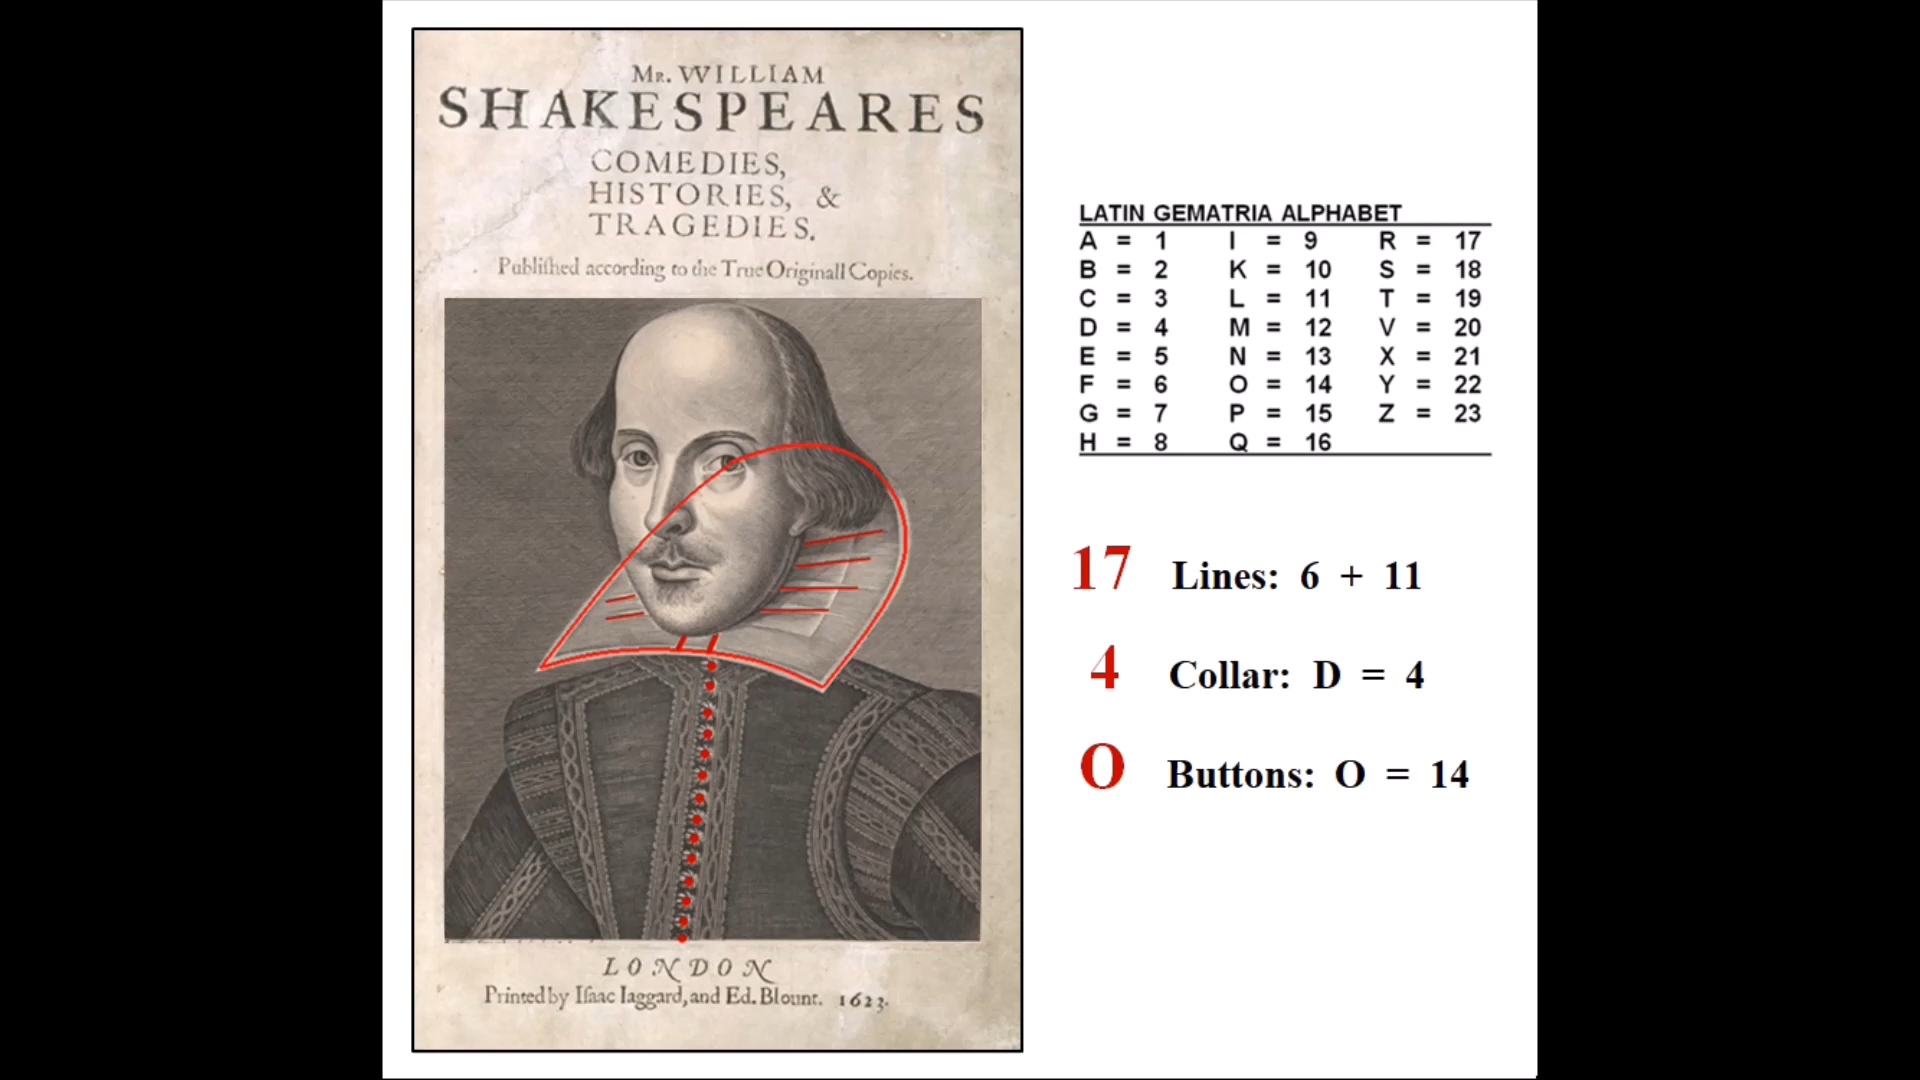 Mr. WILLIAM
SHAKESPEARES
COMEDIES,
HISTORIES, &
TRAGEDIES.
Publiſhed according to the True Originall Copies.
LONDON
Printed by Iſaac Iaggard, and Ed. Blount. 1623.
LATIN GEMATRIA ALPHABET
A = 1 I = 9 R = 17
B = 2 K = 10 S = 18
C = 3 L = 11 T = 19
D = 4 M = 12 V = 20
E = 5 N = 13 X = 21
F = 6 O = 14 Y = 22
G = 7 P = 15 Z = 23
H = 8 Q = 16
17 Lines: 6 + 11
4 Collar: D = 4
O Buttons: O = 14